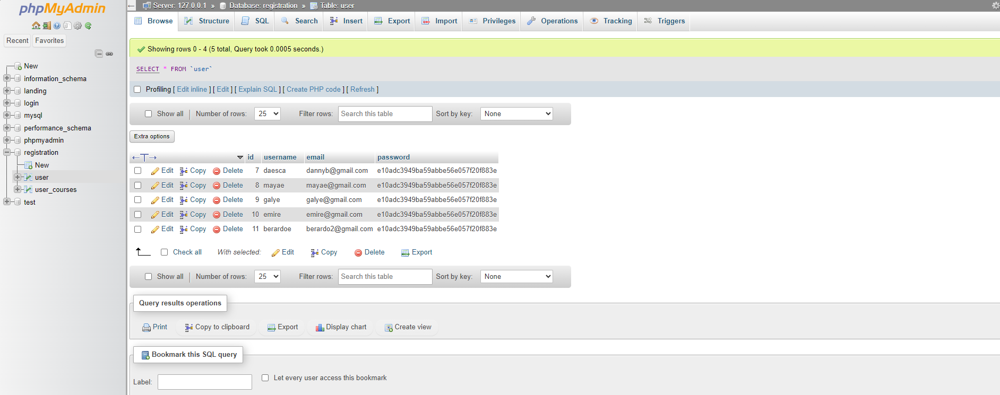 phpMyAdmin
Recent Favorites
New
information_schema
landing
login
mysql
performance_schema
phpmyadmin
registration
New
user
user_courses
test
Server: 127.0.0.1 » Database: registration » Table: user
Browse Structure SQL Search Insert Export Import Privileges Operations Tracking Triggers
Showing rows 0 - 4 (5 total, Query took 0.0005 seconds.)
SELECT * FROM `user`
Profiling [ Edit inline ] [ Edit ] [ Explain SQL ] [ Create PHP code ] [ Refresh ]
Show all | Number of rows: 25 Filter rows: Search this table Sort by key: None
Extra options
←T→ id username email password
Edit Copy Delete 7 daesca dannyb@gmail.com e10adc3949ba59abbe56e057f20f883e
Edit Copy Delete 8 mayae mayae@gmail.com e10adc3949ba59abbe56e057f20f883e
Edit Copy Delete 9 galye galye@gmail.com e10adc3949ba59abbe56e057f20f883e
Edit Copy Delete 10 emire emire@gmail.com e10adc3949ba59abbe56e057f20f883e
Edit Copy Delete 11 berardoe berardo2@gmail.com e10adc3949ba59abbe56e057f20f883e
Check all With selected: Edit Copy Delete Export
Show all | Number of rows: 25 Filter rows: Search this table Sort by key: None
Query results operations
Print Copy to clipboard Export Display chart Create view
Bookmark this SQL query
Label: Let every user access this bookmark